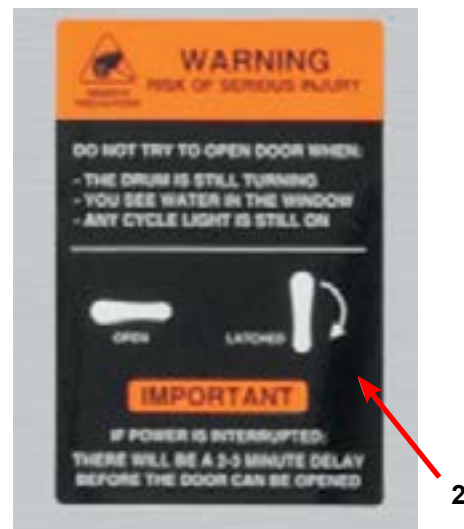 WARNING
RISK OF SERIOUS INJURY
DO NOT TRY TO OPEN DOOR WHEN:
- THE DRUM IS STILL TURNING
- YOU SEE WATER IN THE WINDOW
- ANY CYCLE LIGHT IS STILL ON
OPEN
LATCHED
IMPORTANT
IF POWER IS INTERRUPTED:
THERE WILL BE A 2-3 MINUTE DELAY
BEFORE THE DOOR CAN BE OPENED
2